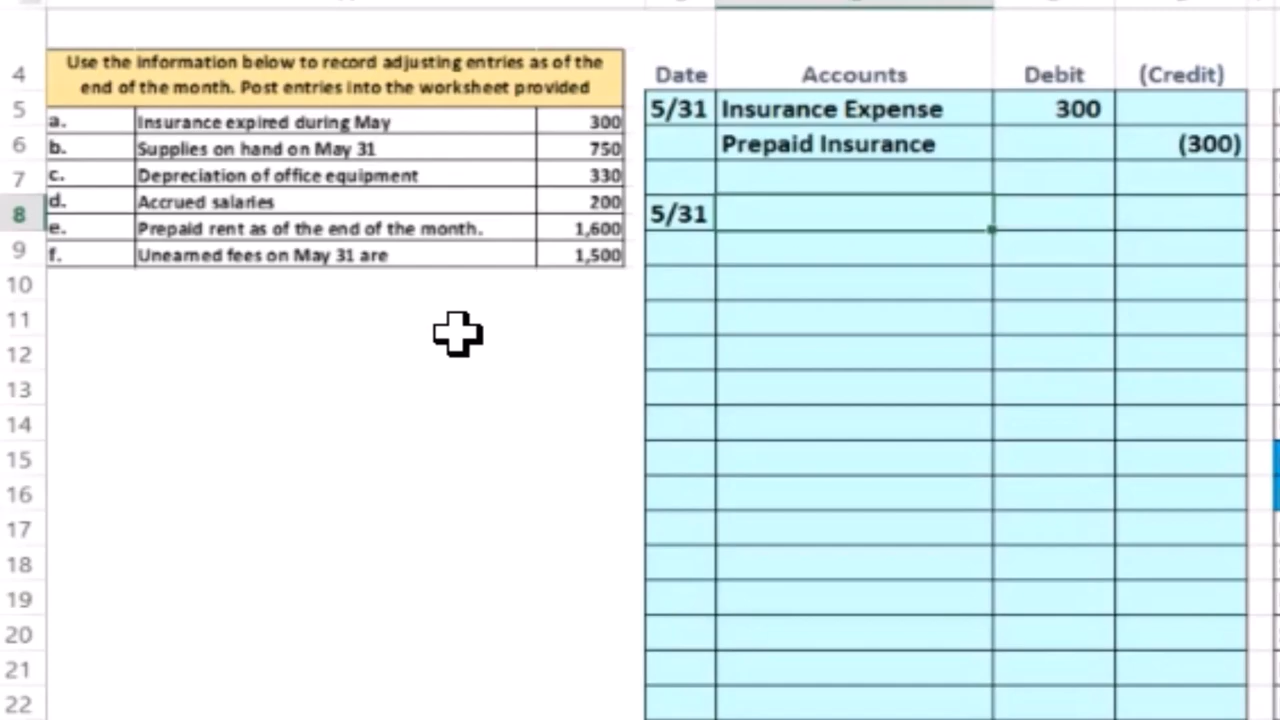 Use the information below to record adjusting entries as of the
end of the month. Post entries into the worksheet provided
a. Insurance expired during May 300
b. Supplies on hand on May 31 750
c. Depreciation of office equipment 330
d. Accrued salaries 200
e. Prepaid rent as of the end of the month. 1,600
f. Unearned fees on May 31 are 1,500
Date Accounts Debit (Credit)
5/31 Insurance Expense 300
Prepaid Insurance (300)
5/31
4
5
6
7
8
9
10
11
12
13
14
15
16
17
18
19
20
21
22